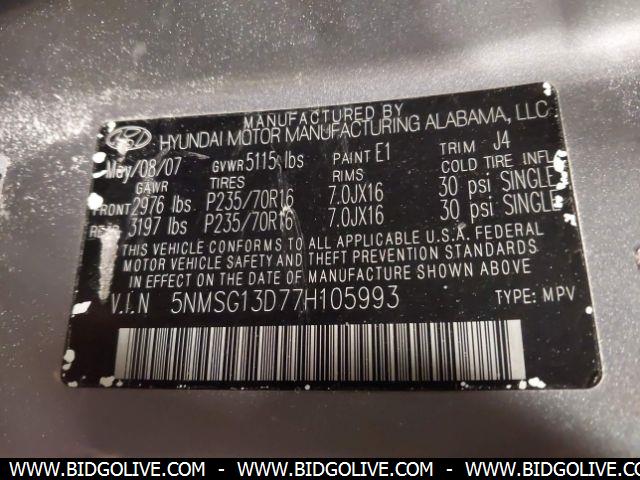 MANUFACTURED BY
HYUNDAI MOTOR MANUFACTURING ALABAMA, LLC
May/08/07 GVWR 5115 lbs PAINT E1 TRIM J4
GAWR TIRES RIMS COLD TIRE INFL
FRONT 2976 lbs. P235/70R16 7.0JX16 30 psi SINGLE
REAR 3197 lbs P235/70R16 7.0JX16 30 psi SINGLE
THIS VEHICLE CONFORMS TO ALL APPLICABLE U.S.A. FEDERAL
MOTOR VEHICLE SAFETY AND THEFT PREVENTION STANDARDS
IN EFFECT ON THE DATE OF MANUFACTURE SHOWN ABOVE
V.I.N 5NMSG13D77H105993 TYPE: MPV
WWW.BIDGOLIVE.COM - WWW.BIDGOLIVE.COM - WWW.BIDGOLIVE.COM